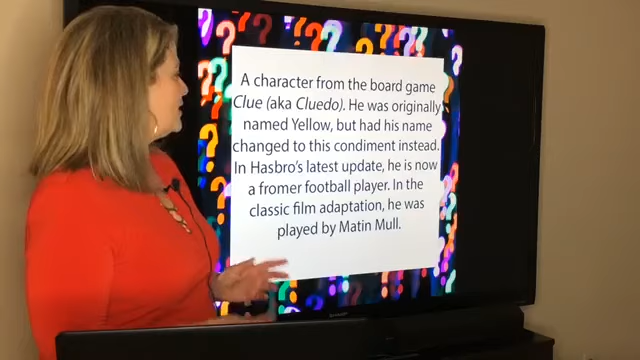 A character from the board game
Clue (aka Cluedo). He was originally
named Yellow, but had his name
changed to this condiment instead.
In Hasbro's latest update, he is now
a fromer football player. In the
classic film adaptation, he was
played by Matin Mull.